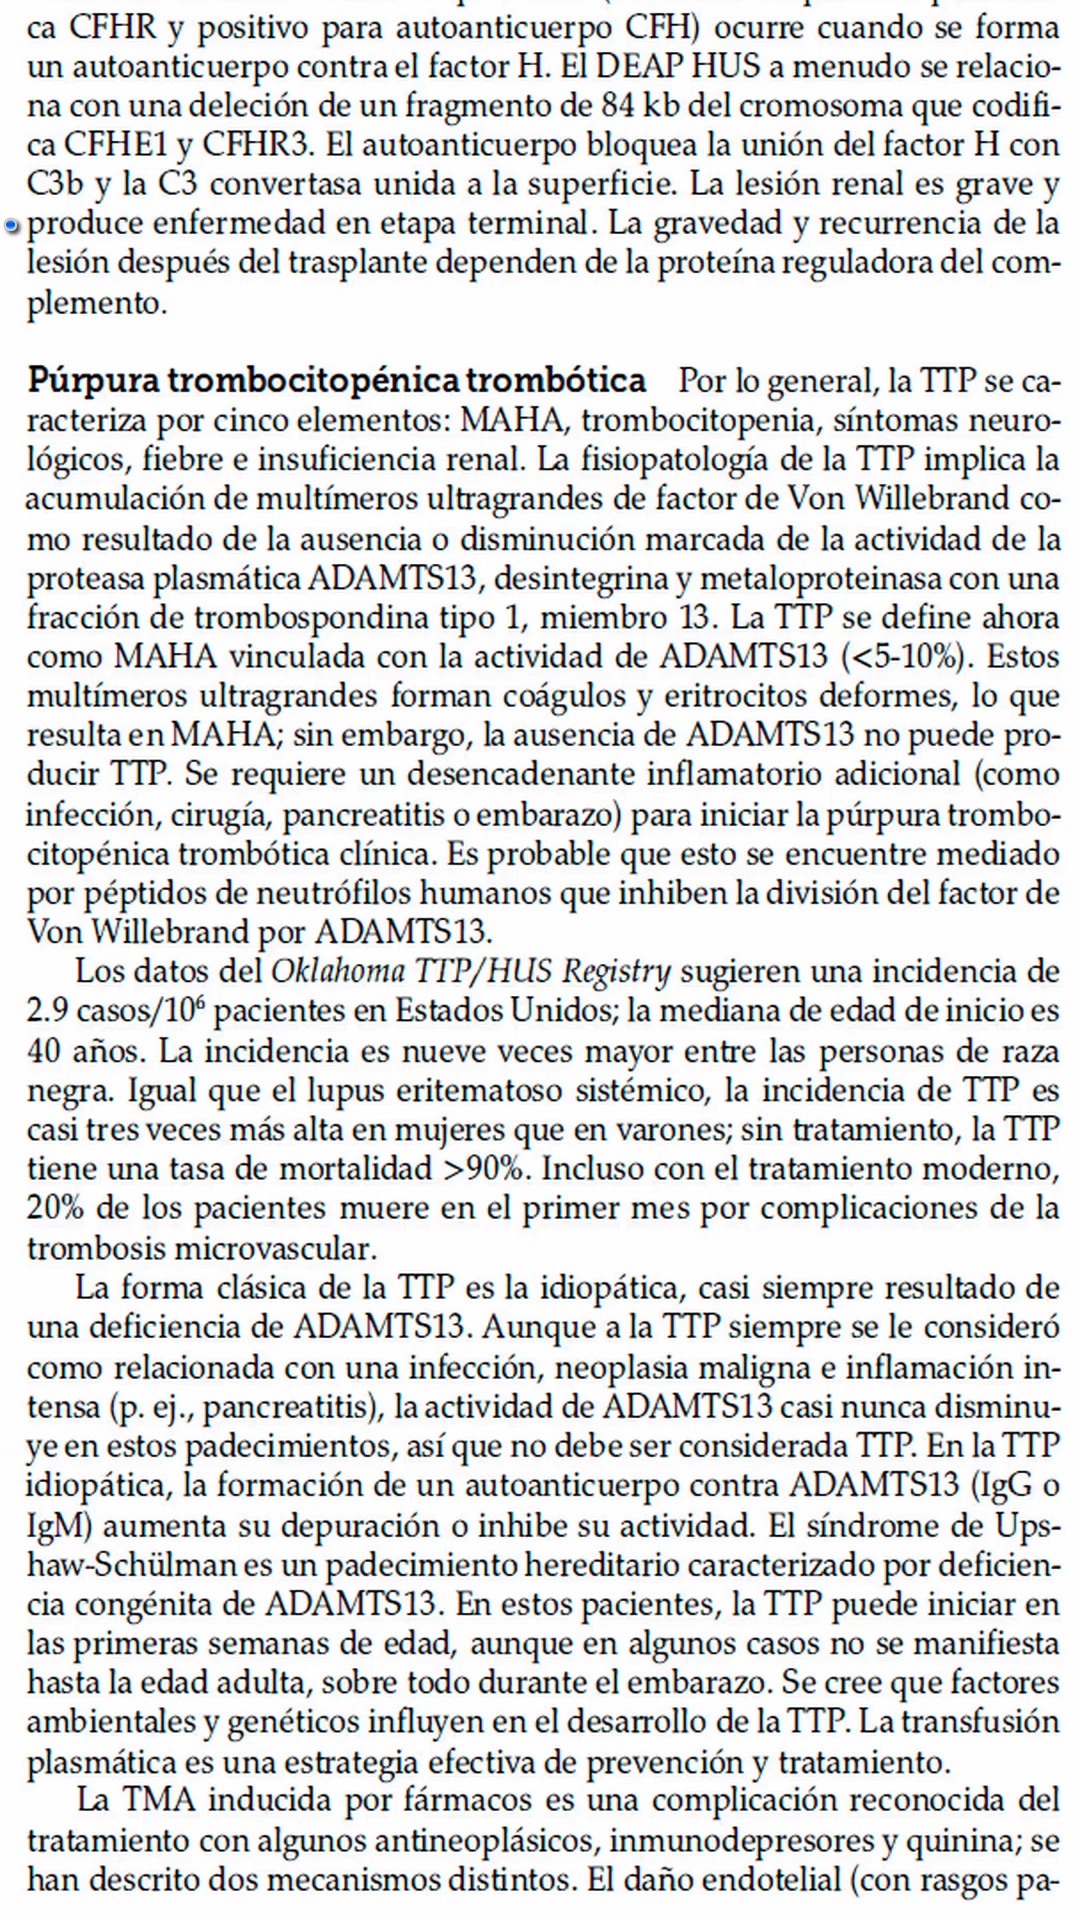 ca CFHR y positivo para autoanticuerpo CFH) ocurre cuando se forma
un autoanticuerpo contra el factor H. El DEAP HUS a menudo se relacio-
na con una deleción de un fragmento de 84 kb del cromosoma que codifi-
ca CFHE1 y CFHR3. El autoanticuerpo bloquea la unión del factor H con
C3b y la C3 convertasa unida a la superficie. La lesión renal es grave y
produce enfermedad en etapa terminal. La gravedad y recurrencia de la
lesión después del trasplante dependen de la proteína reguladora del com-
plemento.
Púrpura trombocitopénica trombótica Por lo general, la TTP se ca-
racteriza por cinco elementos: MAHA, trombocitopenia, síntomas neuro-
lógicos, fiebre e insuficiencia renal. La fisiopatología de la TTP implica la
acumulación de multímeros ultragrandes de factor de Von Willebrand co-
mo resultado de la ausencia o disminución marcada de la actividad de la
proteasa plasmática ADAMTS13, desintegrina y metaloproteinasa con una
fracción de trombospondina tipo 1, miembro 13. La TTP se define ahora
como MAHA vinculada con la actividad de ADAMTS13 (<5-10%). Estos
multímeros ultragrandes forman coágulos y eritrocitos deformes, lo que
resulta en MAHA; sin embargo, la ausencia de ADAMTS13 no puede pro-
ducir TTP. Se requiere un desencadenante inflamatorio adicional (como
infección, cirugía, pancreatitis o embarazo) para iniciar la púrpura trombo-
citopénica trombótica clínica. Es probable que esto se encuentre mediado
por péptidos de neutrófilos humanos que inhiben la división del factor de
Von Willebrand por ADAMTS13.
Los datos del Oklahoma TTP/HUS Registry sugieren una incidencia de
2.9 casos/10⁶ pacientes en Estados Unidos; la mediana de edad de inicio es
40 años. La incidencia es nueve veces mayor entre las personas de raza
negra. Igual que el lupus eritematoso sistémico, la incidencia de TTP es
casi tres veces más alta en mujeres que en varones; sin tratamiento, la TTP
tiene una tasa de mortalidad >90%. Incluso con el tratamiento moderno,
20% de los pacientes muere en el primer mes por complicaciones de la
trombosis microvascular.
La forma clásica de la TTP es la idiopática, casi siempre resultado de
una deficiencia de ADAMTS13. Aunque a la TTP siempre se le consideró
como relacionada con una infección, neoplasia maligna e inflamación in-
tensa (p. ej., pancreatitis), la actividad de ADAMTS13 casi nunca disminu-
ye en estos padecimientos, así que no debe ser considerada TTP. En la TTP
idiopática, la formación de un autoanticuerpo contra ADAMTS13 (IgG o
IgM) aumenta su depuración o inhibe su actividad. El síndrome de Ups-
haw-Schülman es un padecimiento hereditario caracterizado por deficien-
cia congénita de ADAMTS13. En estos pacientes, la TTP puede iniciar en
las primeras semanas de edad, aunque en algunos casos no se manifiesta
hasta la edad adulta, sobre todo durante el embarazo. Se cree que factores
ambientales y genéticos influyen en el desarrollo de la TTP. La transfusión
plasmática es una estrategia efectiva de prevención y tratamiento.
La TMA inducida por fármacos es una complicación reconocida del
tratamiento con algunos antineoplásicos, inmunodepresores y quinina; se
han descrito dos mecanismos distintos. El daño endotelial (con rasgos pa-